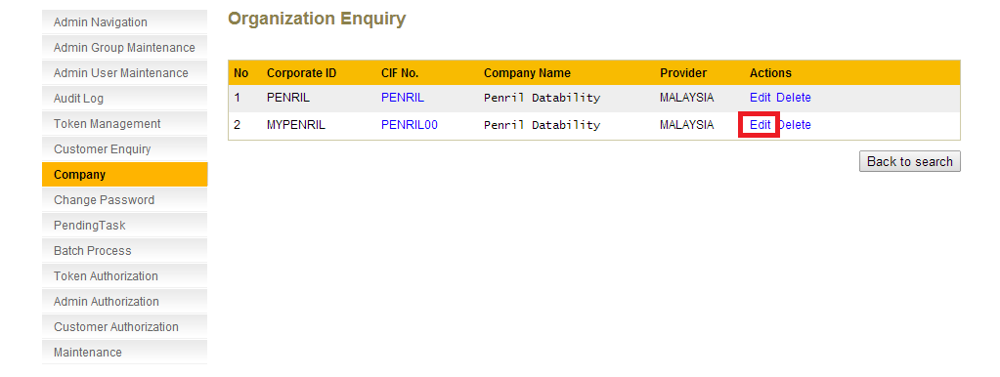 Organization Enquiry
Admin Navigation
Admin Group Maintenance
Admin User Maintenance
Audit Log
Token Management
Customer Enquiry
Company
Change Password
PendingTask
Batch Process
Token Authorization
Admin Authorization
Customer Authorization
Maintenance
No Corporate ID CIF No. Company Name Provider Actions
1 PENRIL PENRIL Penril Datability MALAYSIA Edit Delete
2 MYPENRIL PENRIL00 Penril Datability MALAYSIA Edit Delete
Back to search